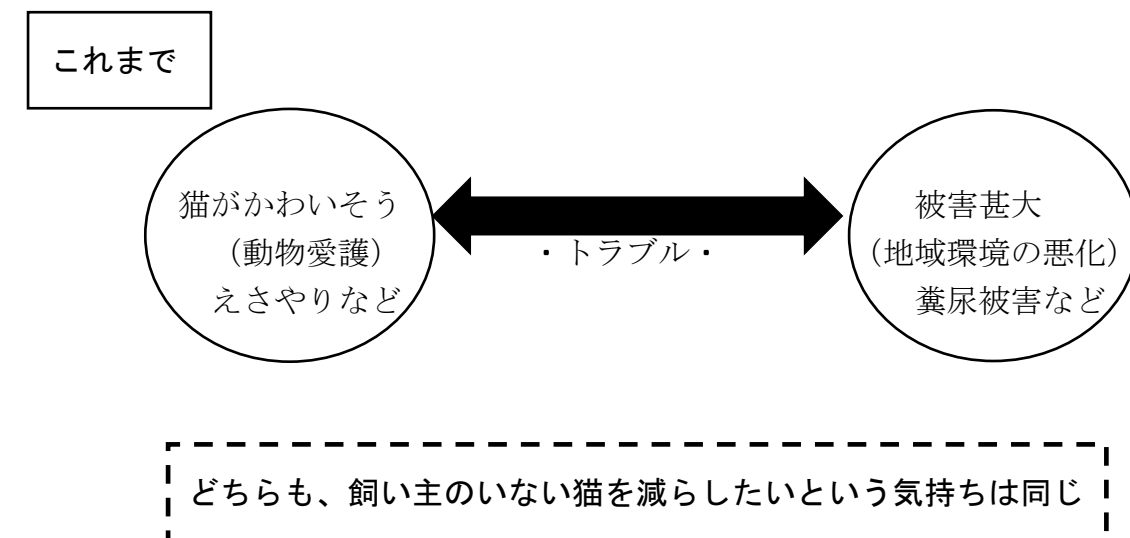 これまで
猫がかわいそう
（動物愛護）
えさやりなど
・トラブル・
被害甚大
（地域環境の悪化）
糞尿被害など
どちらも、飼い主のいない猫を減らしたいという気持ちは同じ